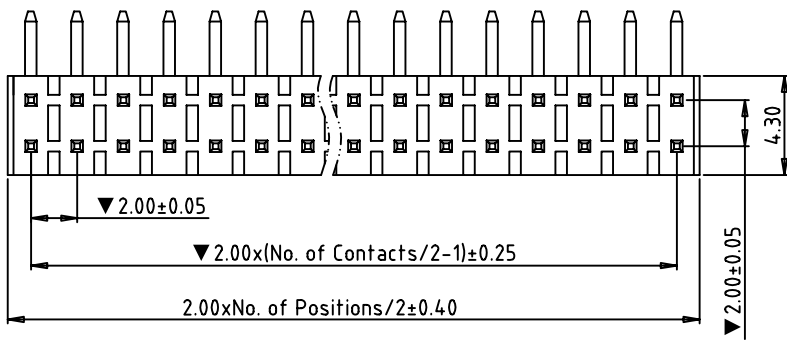 4.30
▼2.00±0.05
▼2.00±0.05
▼2.00x(No. of Contacts/2-1)±0.25
2.00xNo. of Positions/2±0.40